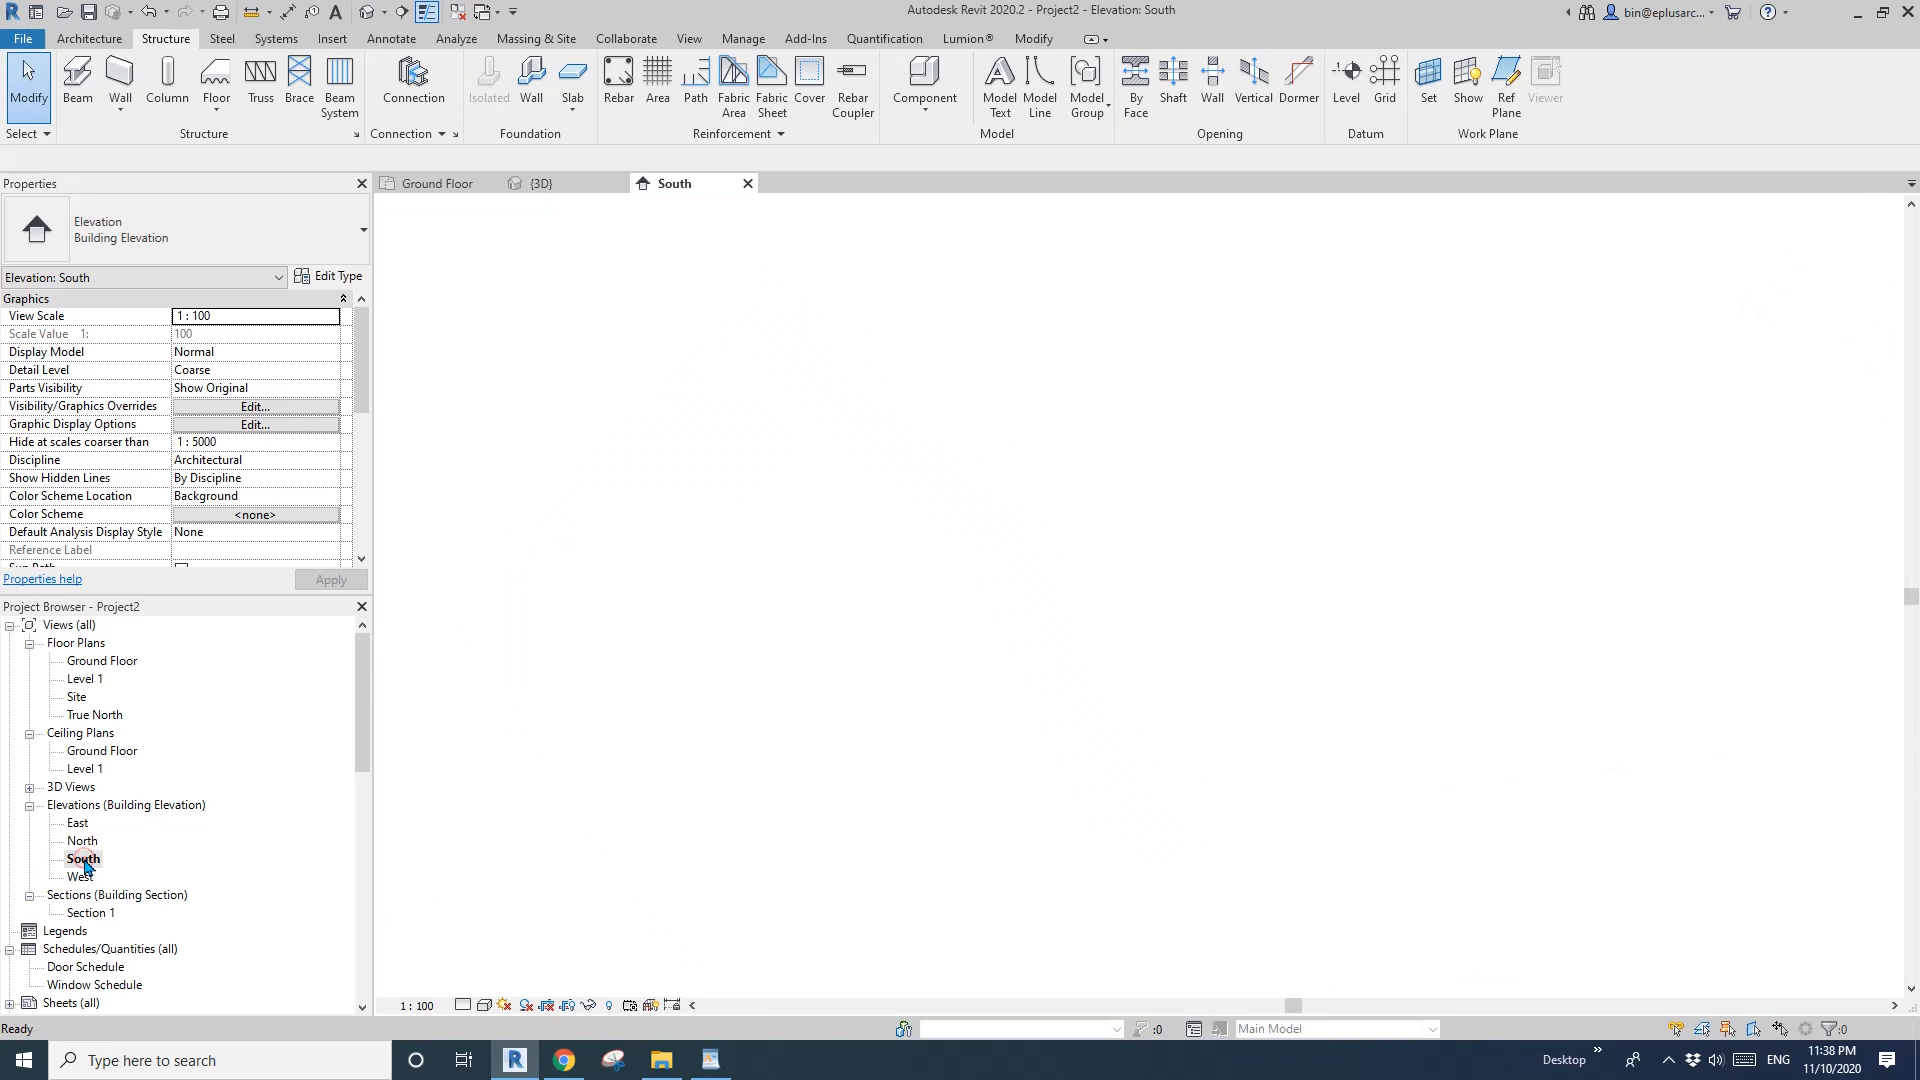 Autodesk Revit 2020.2 - Project2 - Elevation: South
bin@eplusarc...
File Architecture Structure Steel Systems Insert Annotate Analyze Massing & Site Collaborate View Manage Add-Ins Quantification Lumion® Modify
Modify Beam Wall Column Floor Truss Brace Beam System Connection Isolated Wall Slab Rebar Area Path Fabric Area Fabric Sheet Cover Rebar Coupler Component Model Text Model Line Model Group By Face Shaft Wall Vertical Dormer Level Grid Set Show Ref Plane Viewer
Select Structure Connection Foundation Reinforcement Model Opening Datum Work Plane
Properties
Ground Floor {3D} South
Elevation
Building Elevation
Elevation: South Edit Type
Graphics
View Scale 1 : 100
Scale Value 1: 100
Display Model Normal
Detail Level Coarse
Parts Visibility Show Original
Visibility/Graphics Overrides Edit...
Graphic Display Options Edit...
Hide at scales coarser than 1 : 5000
Discipline Architectural
Show Hidden Lines By Discipline
Color Scheme Location Background
Color Scheme <none>
Default Analysis Display Style None
Reference Label
Properties help Apply
Project Browser - Project2
Views (all)
Floor Plans
Ground Floor
Level 1
Site
True North
Ceiling Plans
Ground Floor
Level 1
3D Views
Elevations (Building Elevation)
East
North
South
West
Sections (Building Section)
Section 1
Legends
Schedules/Quantities (all)
Door Schedule
Window Schedule
Sheets (all)
1 : 100
Ready :0 Main Model :0
Type here to search
Desktop ENG
11:38 PM
11/10/2020